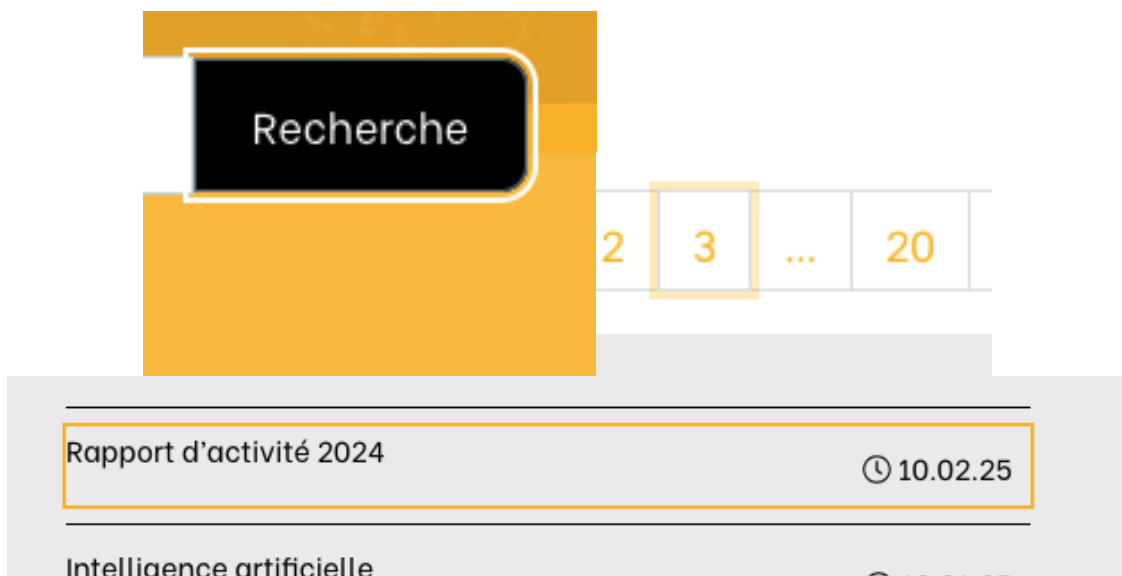 Recherche
2 3 ... 20
Rapport d'activité 2024
10.02.25
Intelligence artificielle